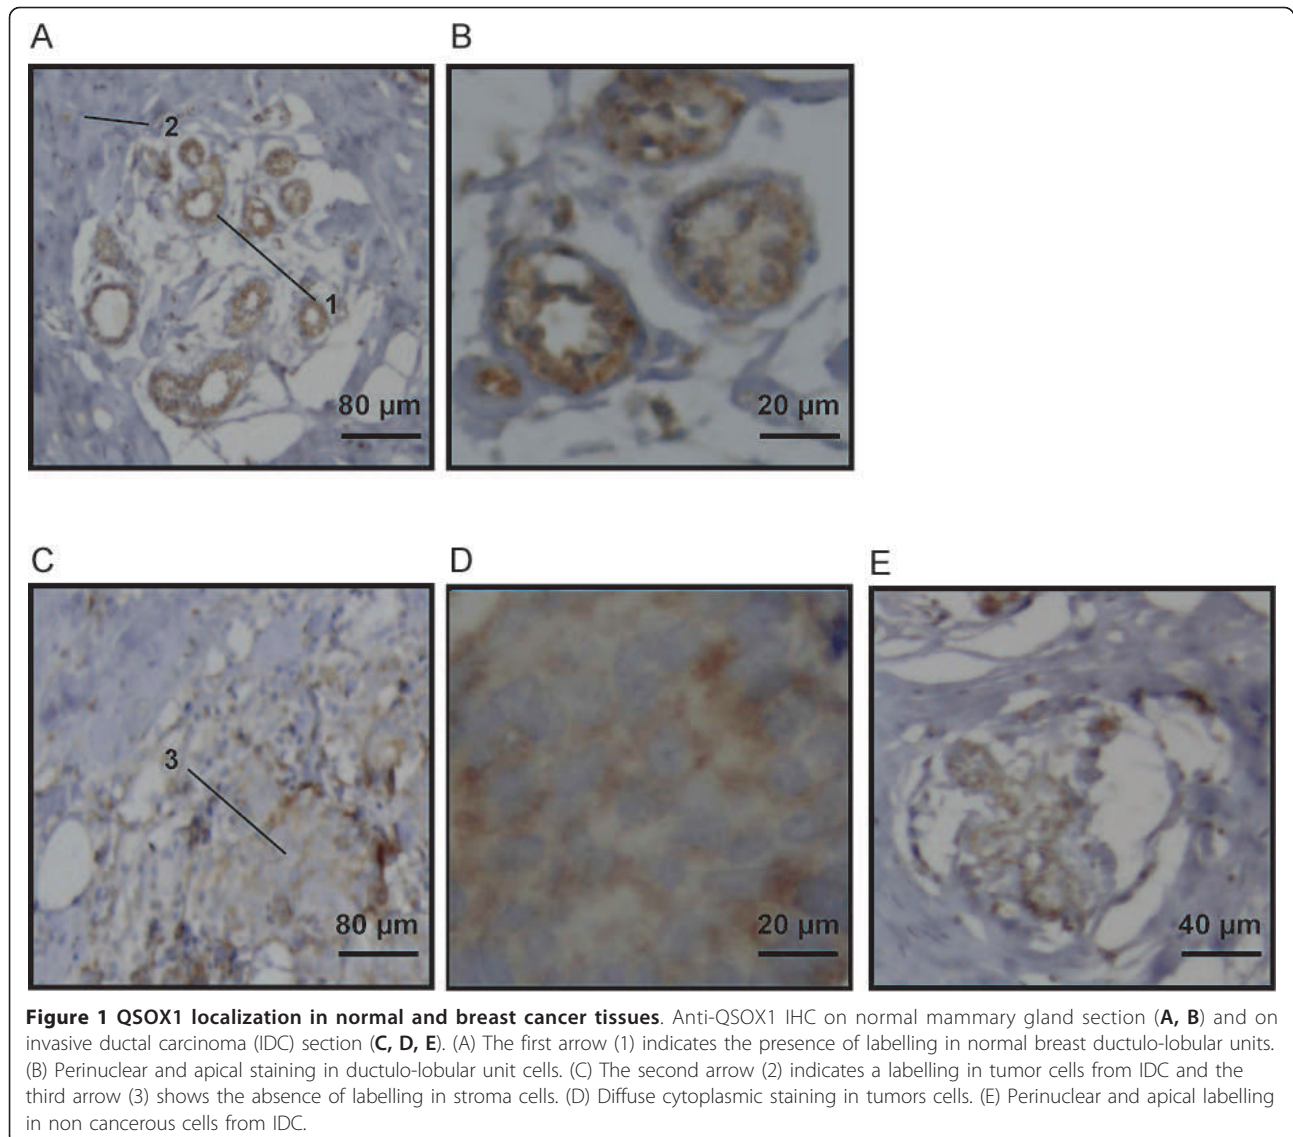 A
B
2
1
80 µm
20 µm
C
D
E
3
80 µm
20 µm
40 µm
Figure 1 QSOX1 localization in normal and breast cancer tissues. Anti-QSOX1 IHC on normal mammary gland section (A, B) and on
invasive ductal carcinoma (IDC) section (C, D, E). (A) The first arrow (1) indicates the presence of labelling in normal breast ductulo-lobular units.
(B) Perinuclear and apical staining in ductulo-lobular unit cells. (C) The second arrow (2) indicates a labelling in tumor cells from IDC and the
third arrow (3) shows the absence of labelling in stroma cells. (D) Diffuse cytoplasmic staining in tumors cells. (E) Perinuclear and apical labelling
in non cancerous cells from IDC.